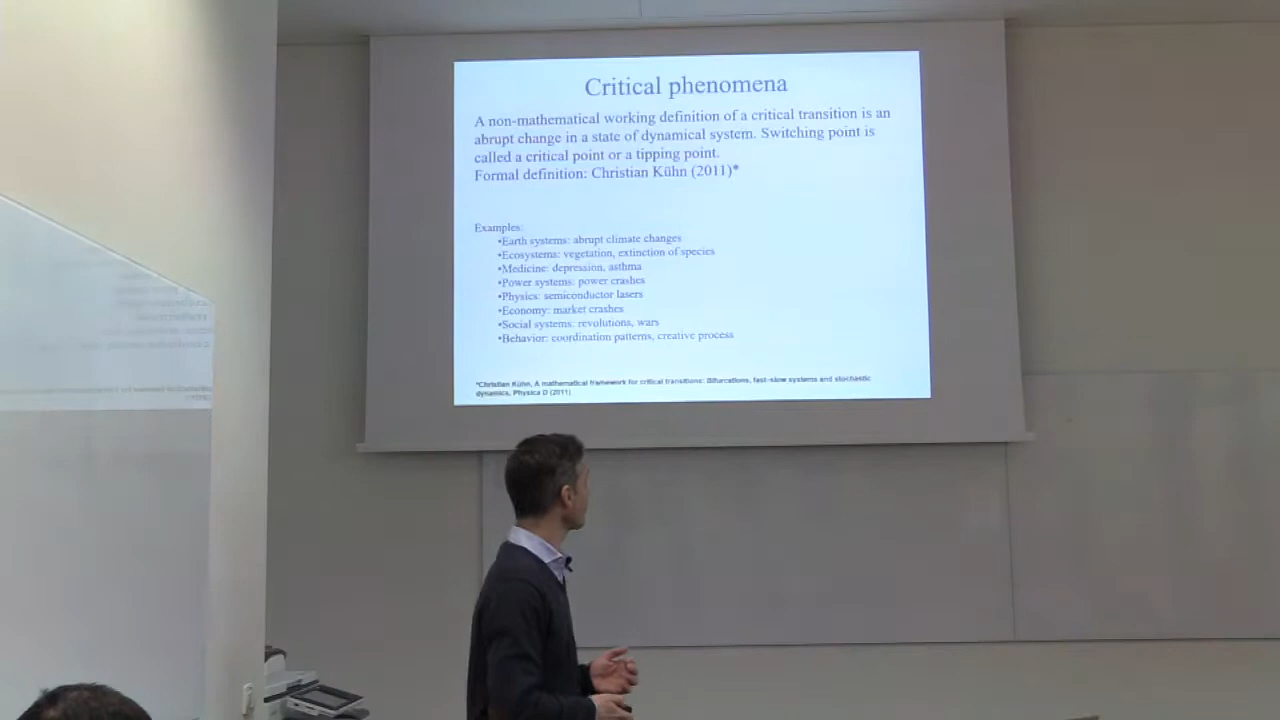 Critical phenomena
A non-mathematical working definition of a critical transition is an
abrupt change in a state of dynamical system. Switching point is
called a critical point or a tipping point.
Formal definition: Christian Kühn (2011)*
Examples:
•Earth systems: abrupt climate changes
•Ecosystems: vegetation, extinction of species
•Medicine: depression, asthma
•Power systems: power crashes
•Physics: semiconductor lasers
•Economy: market crashes
•Social systems: revolutions, wars
•Behavior: coordination patterns, creative process
*Christian Kühn, A mathematical framework for critical transitions: Bifurcations, fast-slow systems and stochastic
dynamics, Physica D (2011)